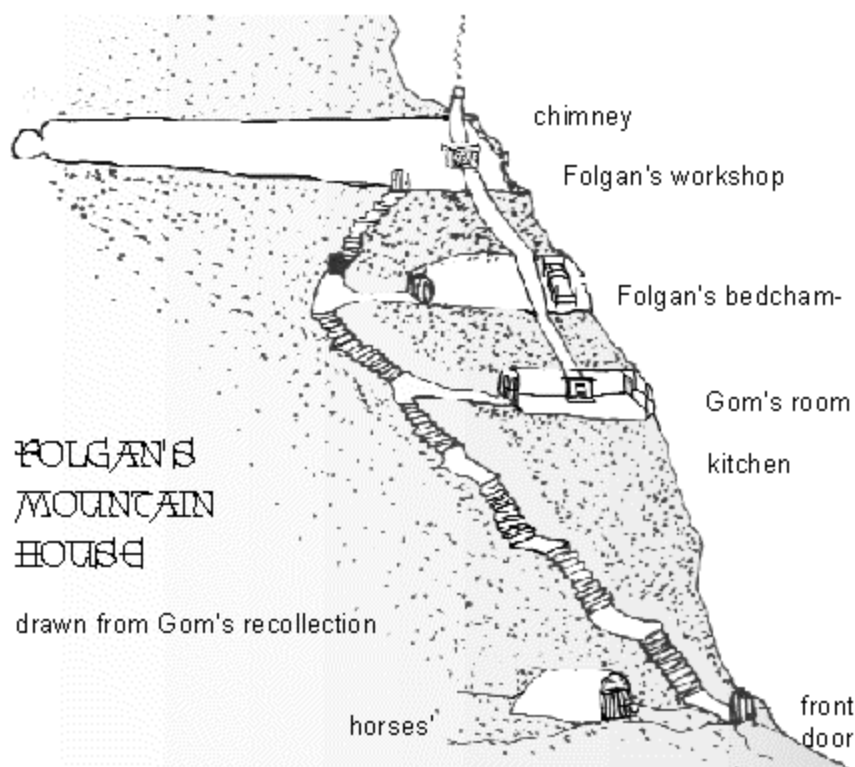 chimney
Folgan's workshop
Folgan's bedcham-
Gom's room
kitchen
FOLGAN'S
MOUNTAIN
HOUSE
drawn from Gom's recollection
horses'
front
door